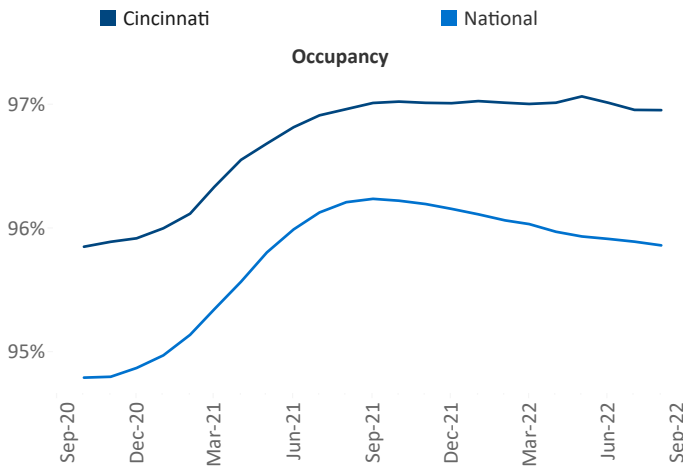 Cincinnati National
Occupancy
97%
96%
95%
Sep-20 Dec-20 Mar-21 Jun-21 Sep-21 Dec-21 Mar-22 Jun-22 Sep-22